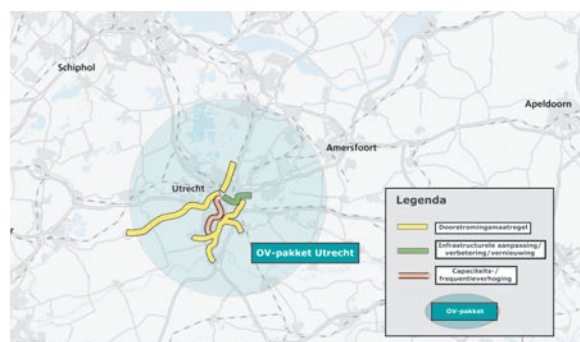 Schiphol
Apeldoorn
Amersfoort
Utrecht
OV-pakket Utrecht
Legenda
Doorstromingsmaatregel
Infrastructurele aanpassing/
verbetering/vernieuwing
Capaciteits-/
frequentieverhoging
OV-pakket